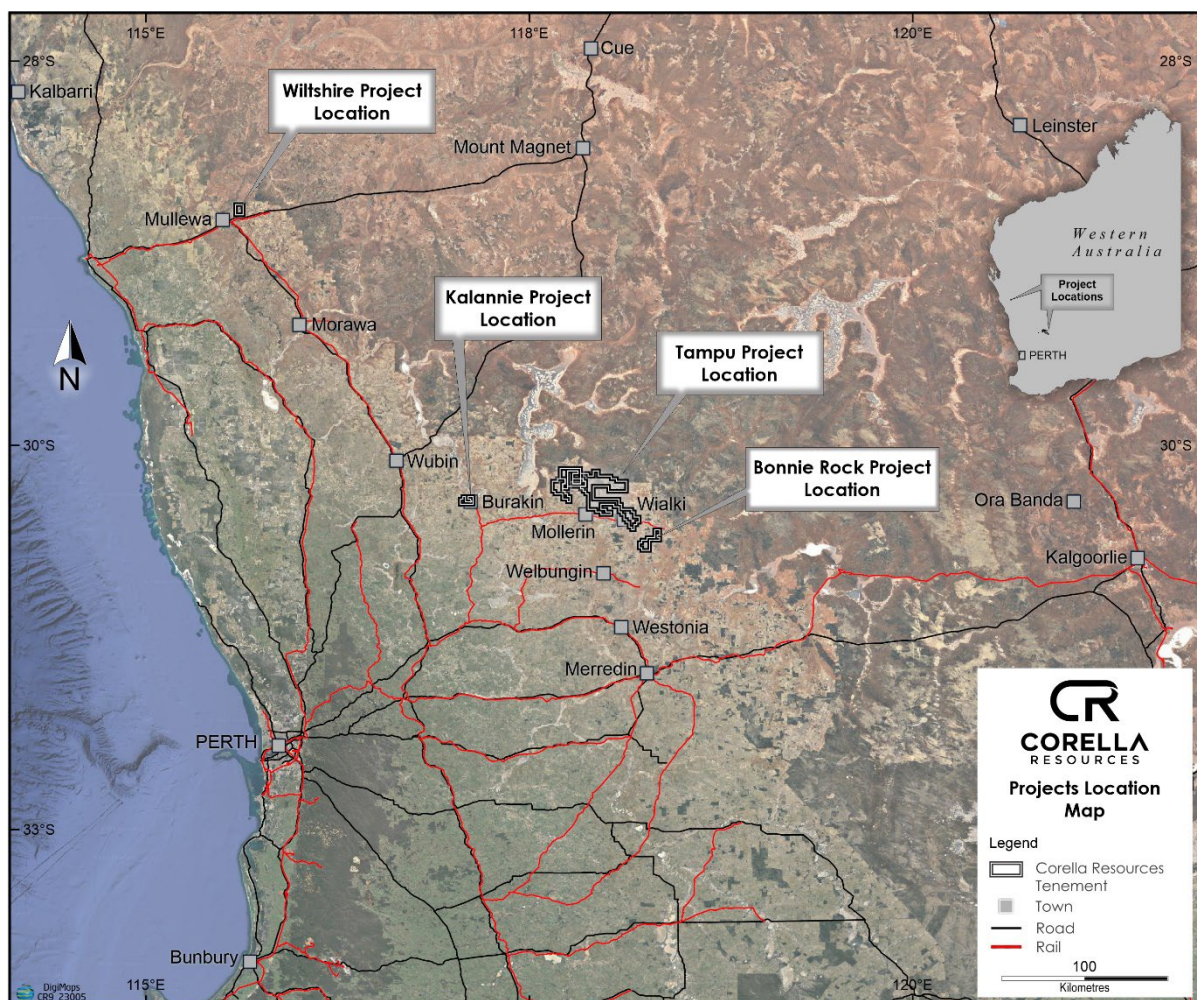 115°E
118°E
120°E
28°S
28°S
Cue
Kalbarri
Wiltshire Project
Location
Leinster
Mount Magnet
Mullewa
Western
Australia
Kalannie Project
Location
Project
Locations
Morawa
Tampu Project
Location
PERTH
N
30°S
30°S
Wubin
Bonnie Rock Project
Location
Burakin
Wialki
Ora Banda
Mollerin
Kalgoorlie
Welbungin
Westonia
Merredin
CR
CORELLA
RESOURCES
PERTH
Projects Location
Map
33°S
Legend
Corella Resources
Tenement
Town
Road
Rail
Bunbury
100
Kilometres
DigiMaps
CR9_23005
115°E
120°E